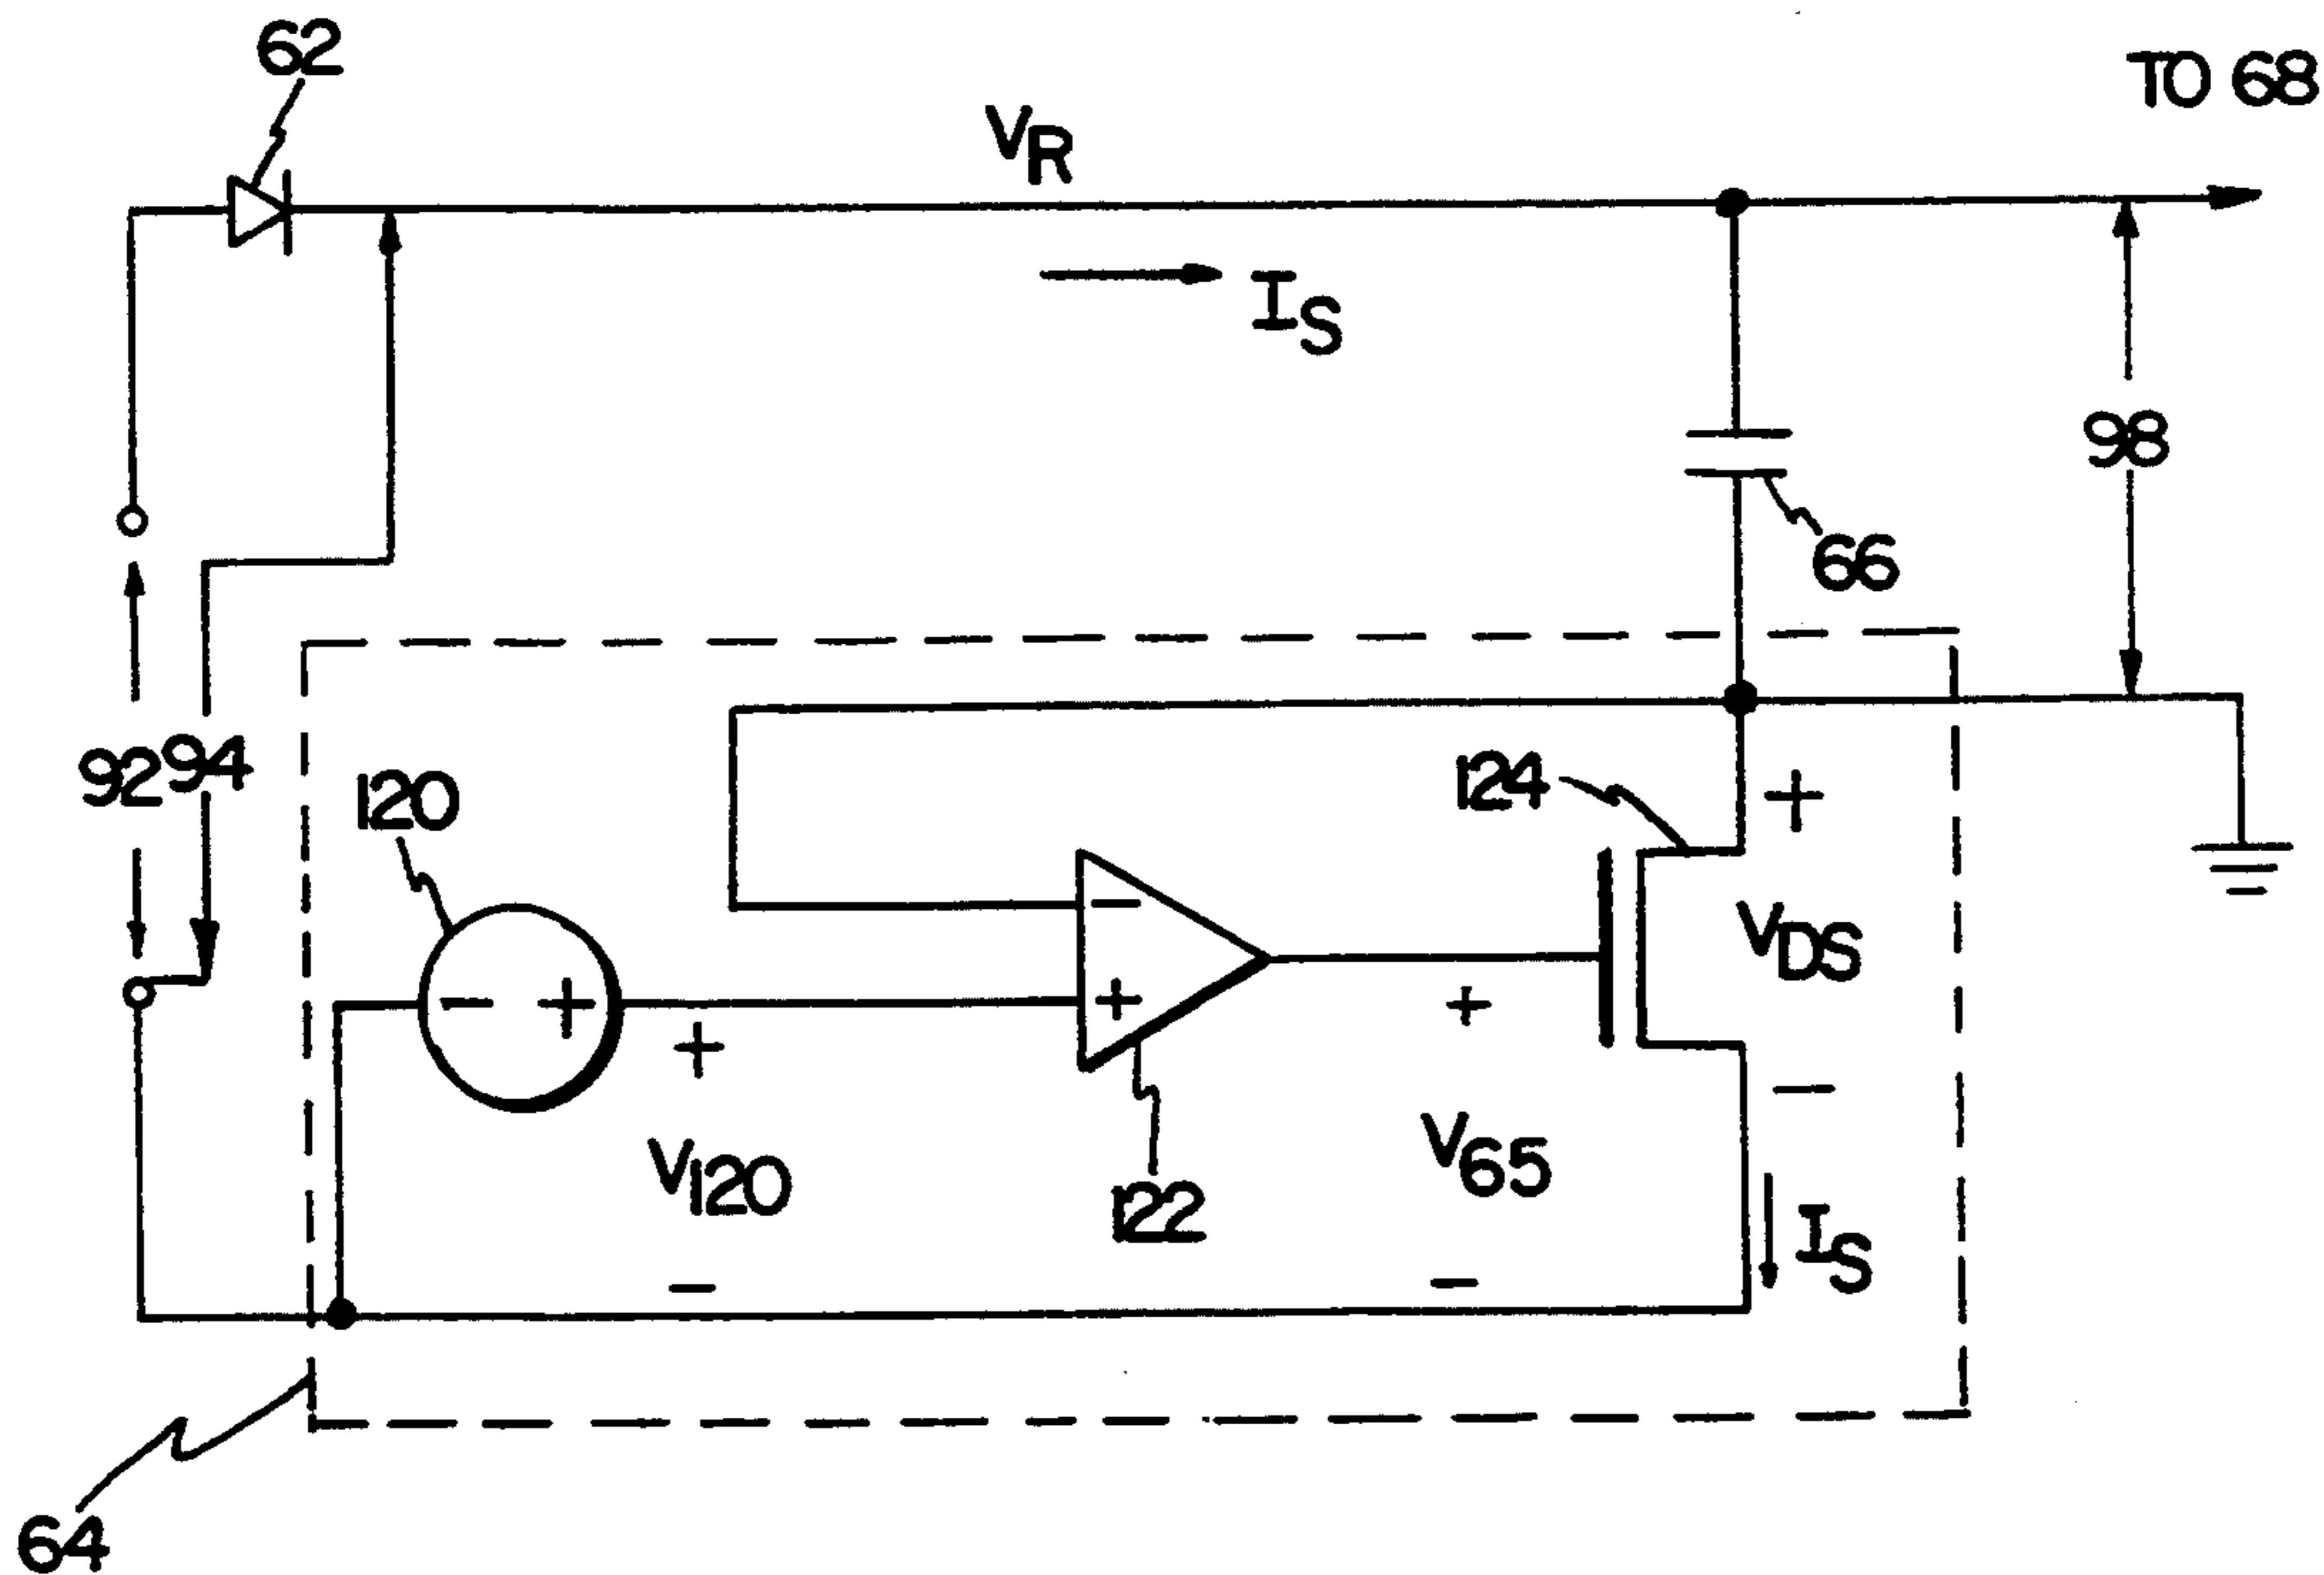 62
TO 68
VR
IS
98
66
92
94
120
124
+
VDS
−
− +
−
+
+
V120
−
122
+
V65
−
IS
64